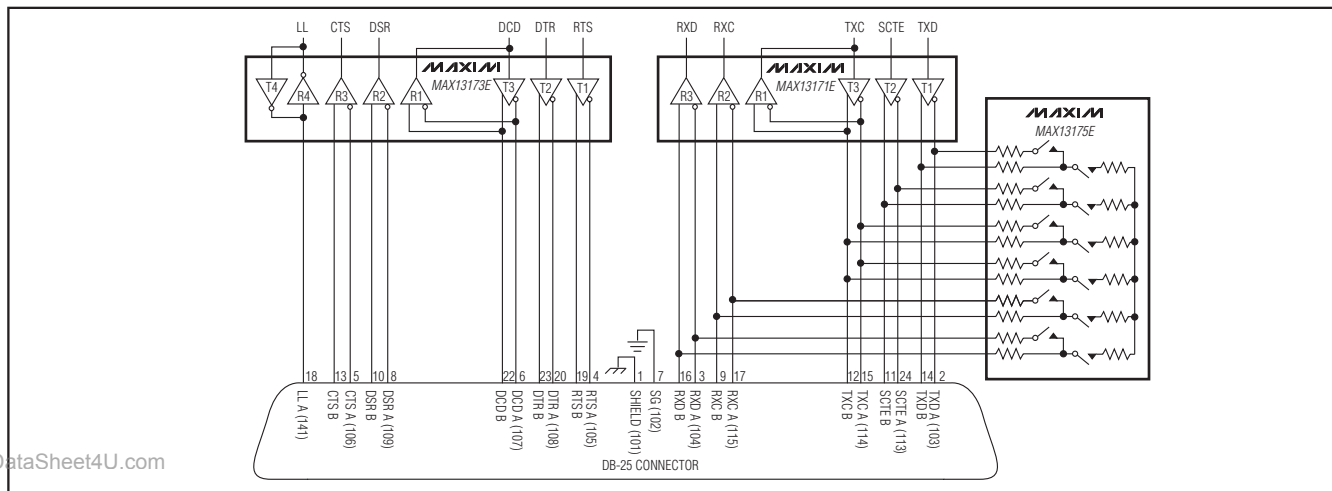 LL CTS DSR DCD DTR RTS RXD RXC TXC SCTE TXD
MAXIM
MAX13173E
T4 R4 R3 R2 R1 T3 T2 T1
MAXIM
MAX13171E
R3 R2 R1 T3 T2 T1
MAXIM
MAX13175E
18 13 5 10 8 22 6 23 20 19 4 1 7 16 3 9 17 12 15 11 24 14 2
LL A (141)
CTS B
CTS A (106)
DSR B
DSR A (109)
DCD B
DCD A (107)
DTR B
DTR A (108)
RTS B
RTS A (105)
SHIELD (101)
SG (102)
RXD B
RXD A (104)
RXC B
RXC A (115)
TXC B
TXC A (114)
SCTE B
SCTE A (113)
TXD B
TXD A (103)
DB-25 CONNECTOR
DataSheet4U.com